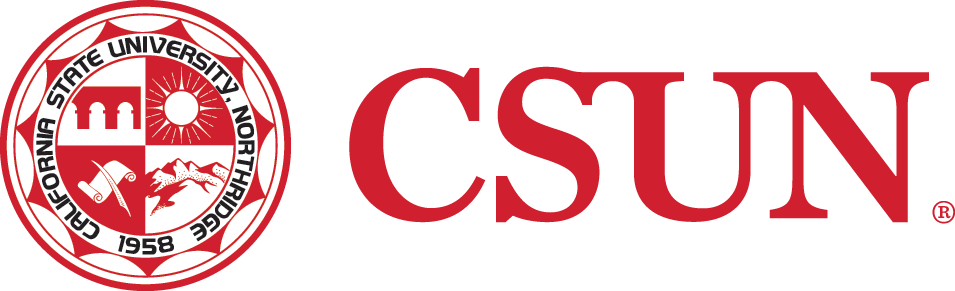 CALIFORNIA STATE UNIVERSITY, NORTHRIDGE
1958
CSUN®